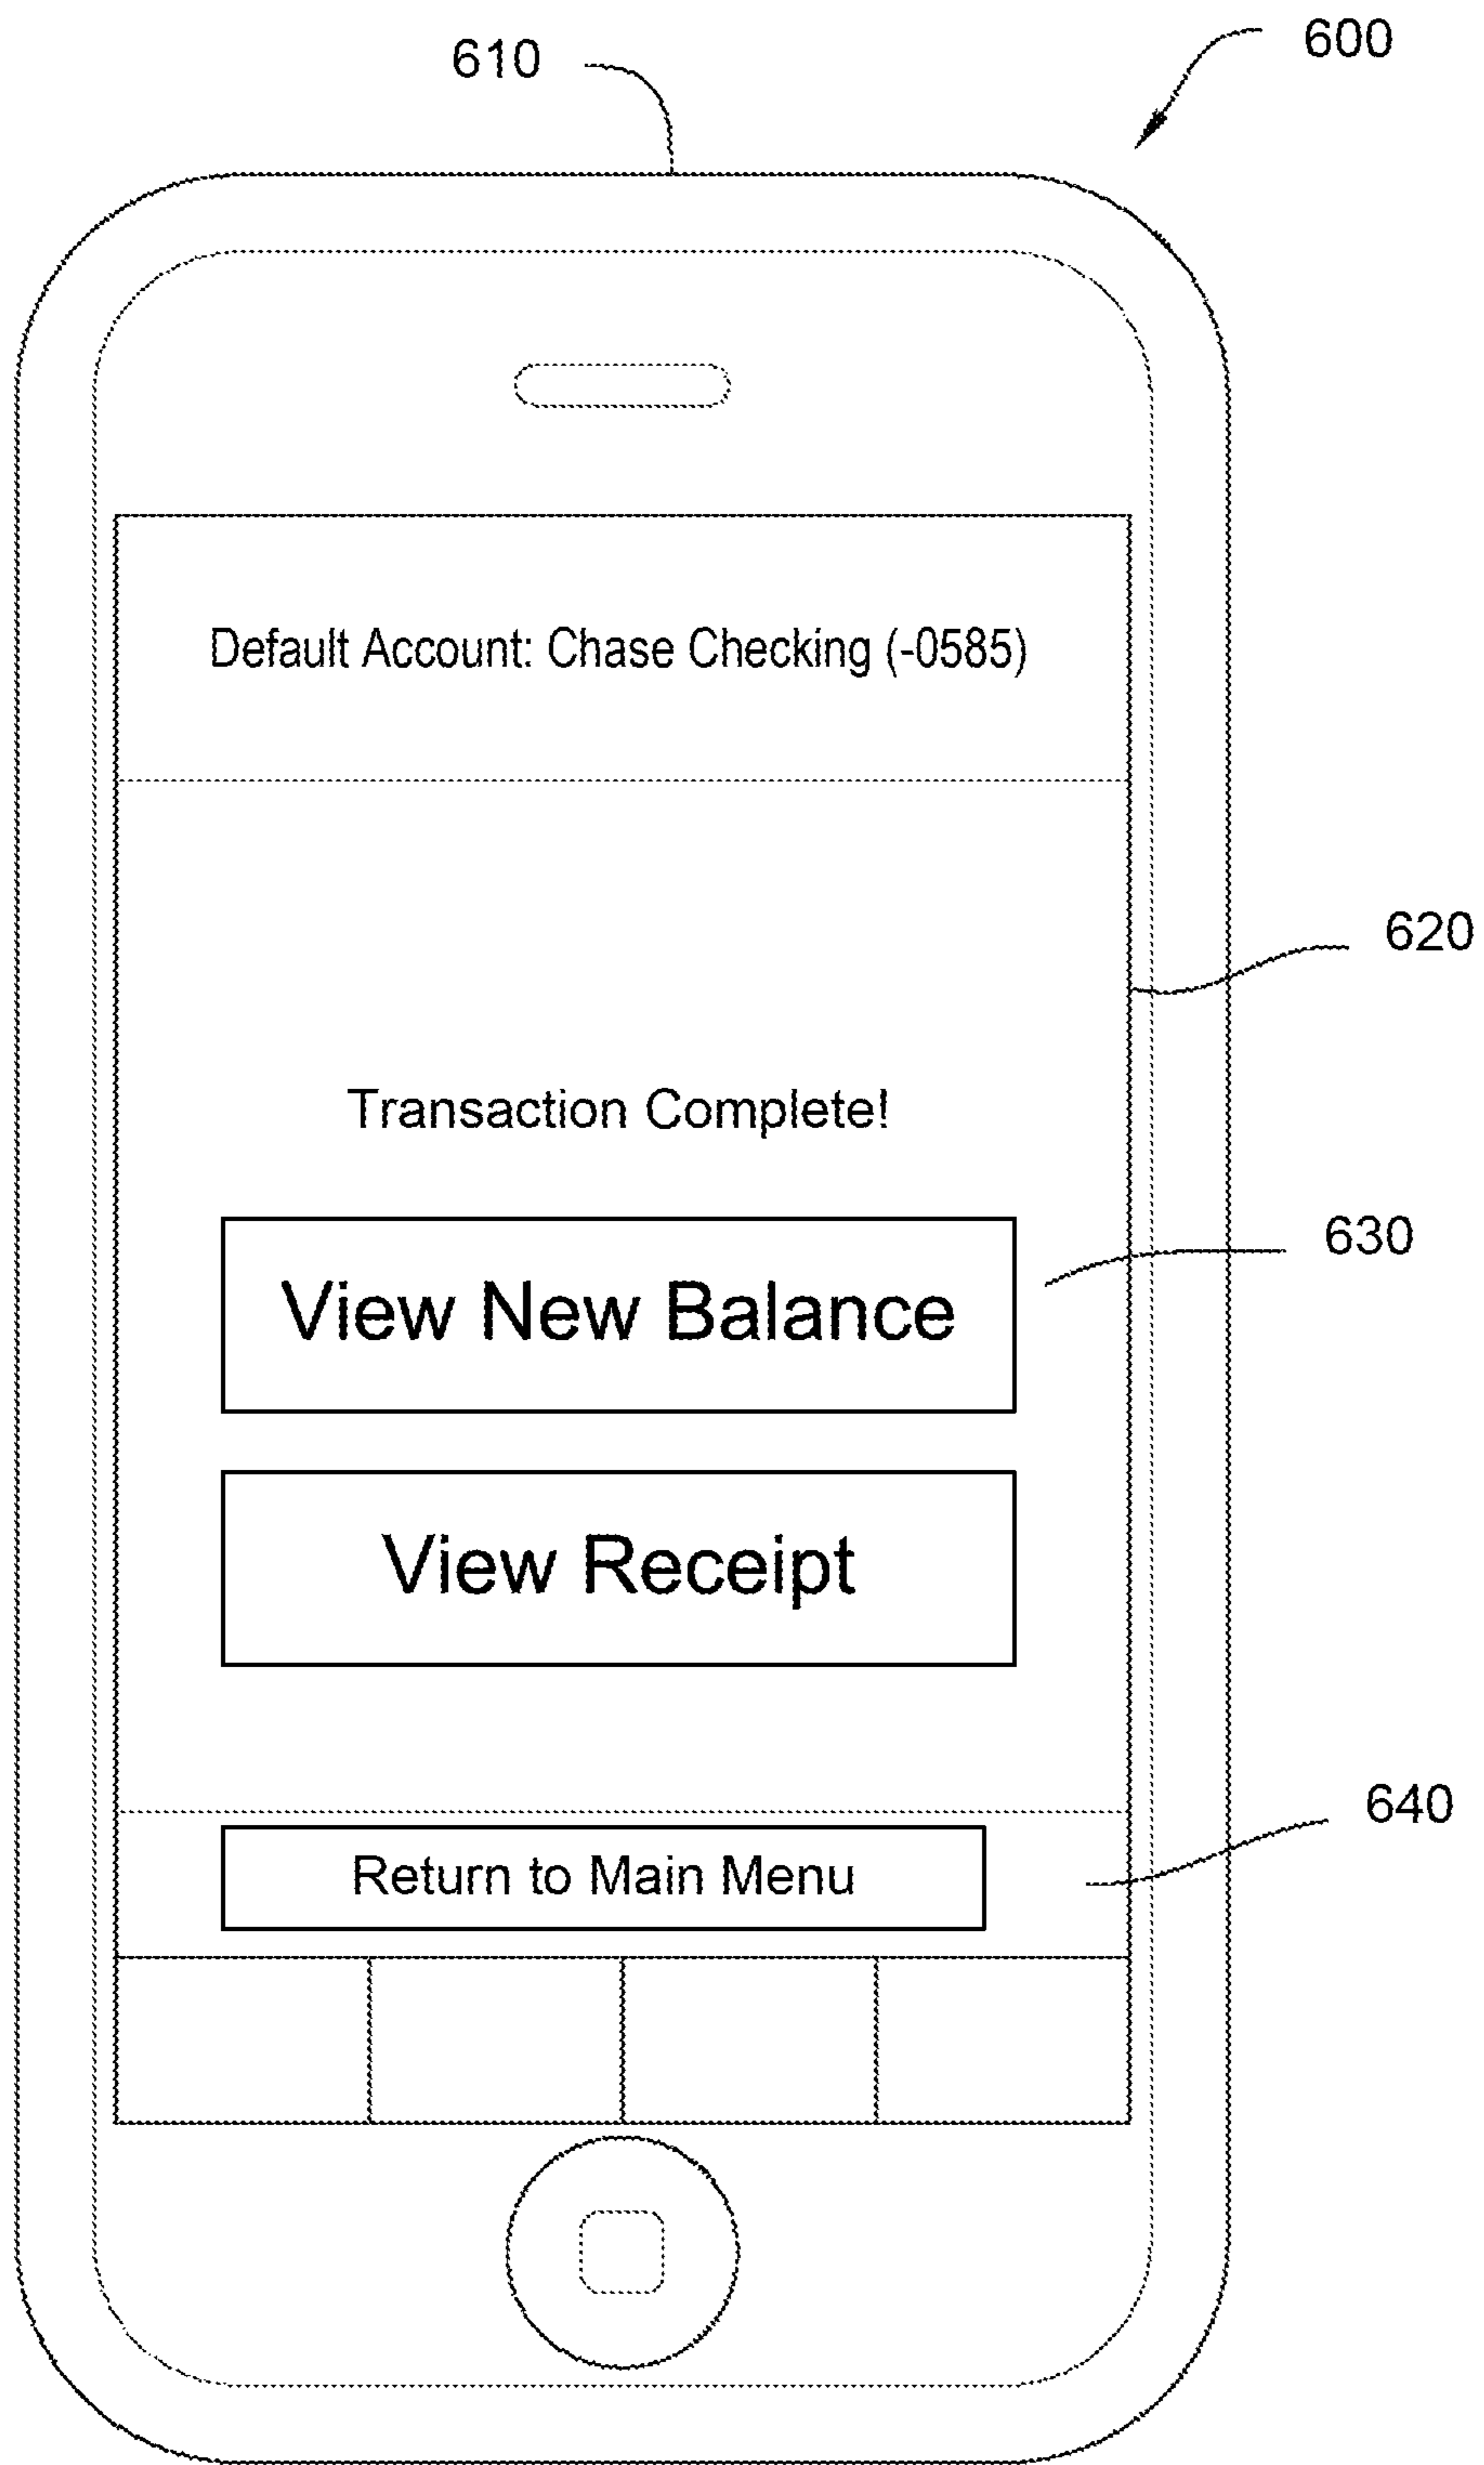 610
600
Default Account: Chase Checking (-0585)
620
Transaction Complete!
630
View New Balance
View Receipt
640
Return to Main Menu